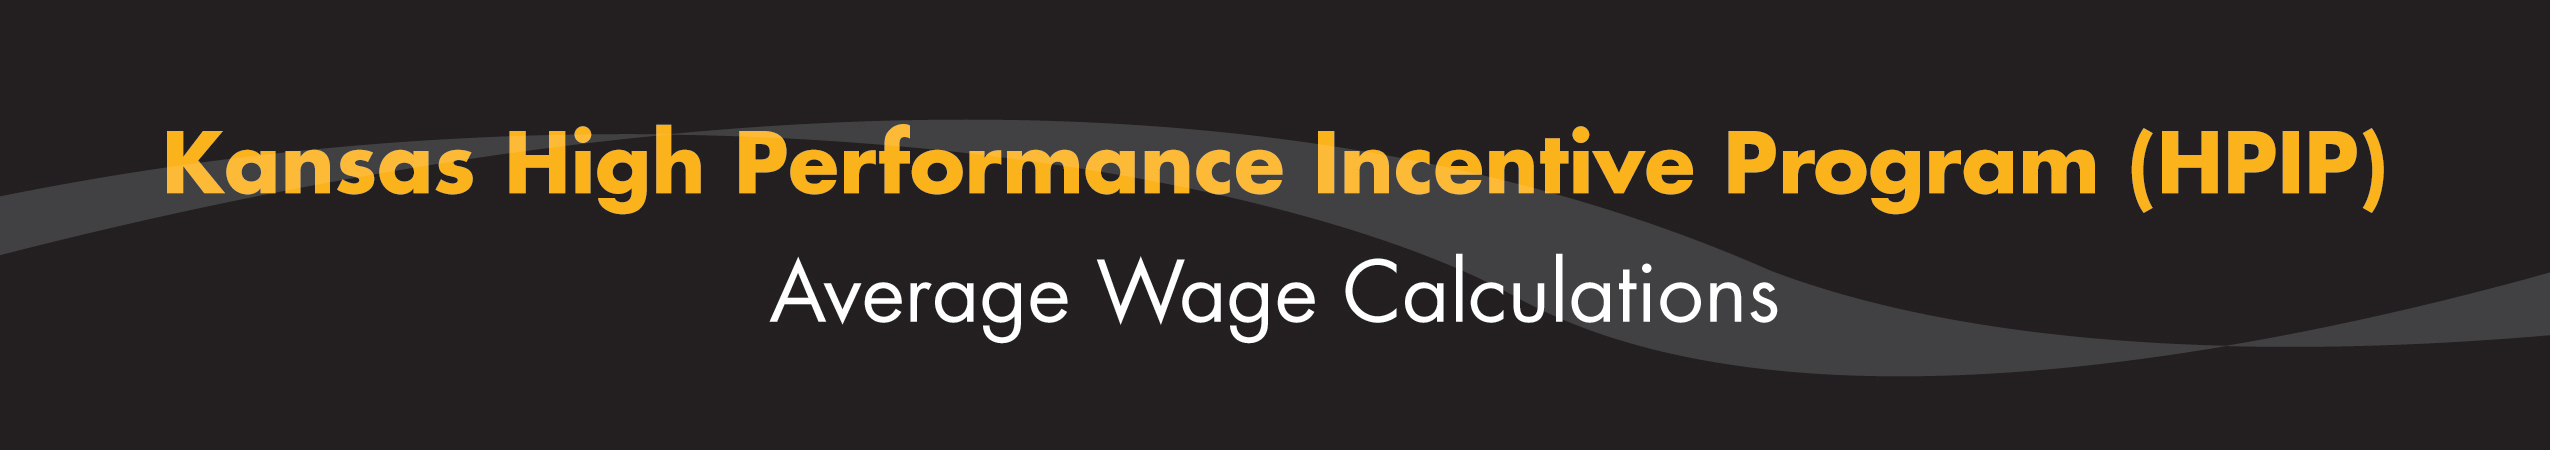 Kansas High Performance Incentive Program (HPIP)
Average Wage Calculations